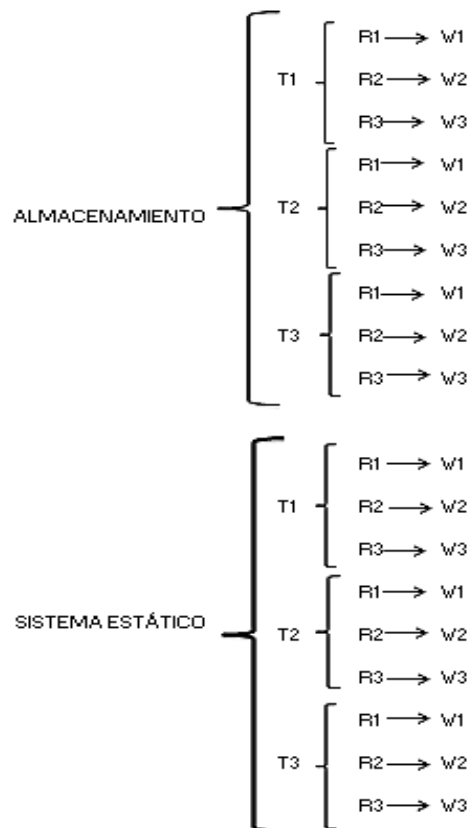 ALMACENAMIENTO
T1
R1 → W1
R2 → W2
R3 → W3
T2
R1 → W1
R2 → W2
R3 → W3
T3
R1 → W1
R2 → W2
R3 → W3
SISTEMA ESTÁTICO
T1
R1 → W1
R2 → W2
R3 → W3
T2
R1 → W1
R2 → W2
R3 → W3
T3
R1 → W1
R2 → W2
R3 → W3